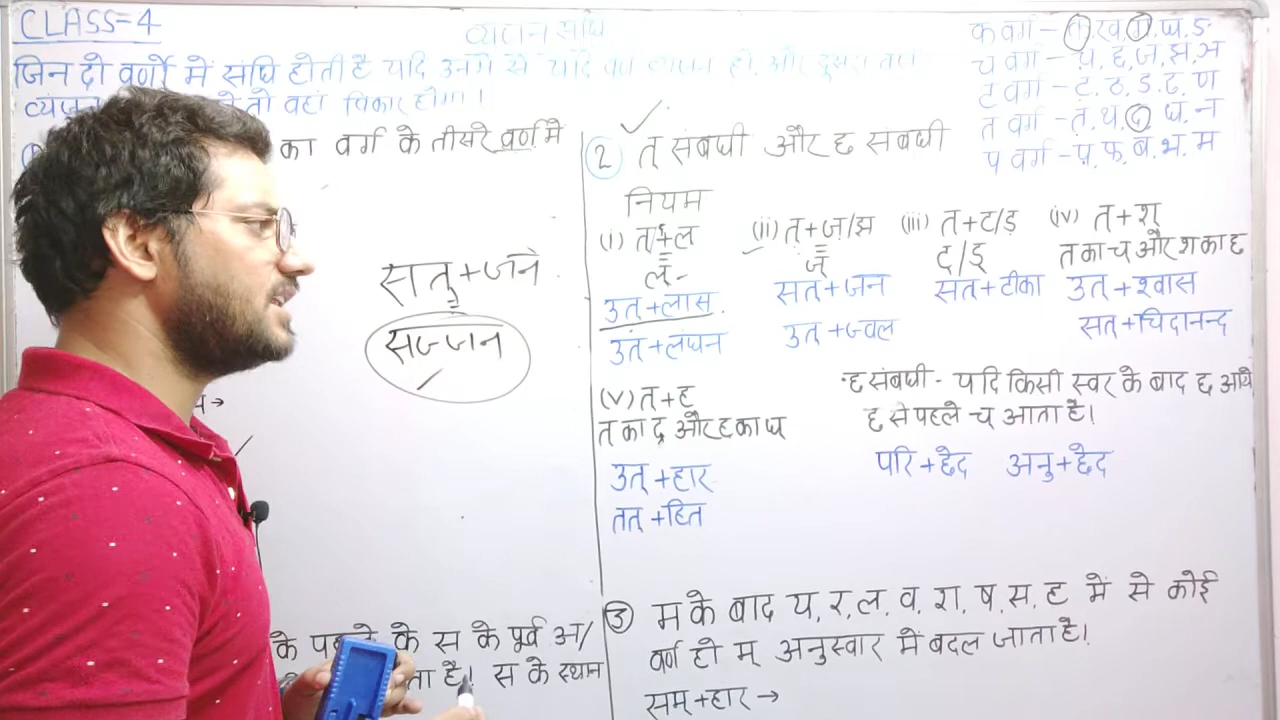 CLASS=4
व्यंजन संधि
जिन दो वर्णो में संधि होती है यदि उनमे से यदि वर्ण व्यंजन हो. और दूसरा
तो वहां विकार होगा।
क वर्ग - क.ख.ग.घ.ङ
च वर्ग - च.छ.ज.झ.ञ
ट वर्ग - ट.ठ.ड.ढ.ण
त वर्ग - त.थ.द.ध.न
प वर्ग - प.फ.ब.भ.म
का वर्ग के तीसरे वर्ण में
सत्+जन
सज्जन
के स के पूर्व अ/
ता है। स के स्थान
2 त् संबधी और छ संबधी
नियम
(i) त्+ल
ल्
उत्+लास
उत्+लंघन
(ii) त्+ज/झ
ज्
सत्+जन
उत्+ज्वल
(iii) त+ट/ड़
ट्/ड्
सत+टीका
(iv) त्+श्
त का च और श का छ
उत्+श्वास
सत्+चिदानन्द
(v) त्+ह
त का द् और ह का ध
उत्+हार
तत्+हित
छ संबधी - यदि किसी स्वर के बाद छ आये
छ से पहले च् आता है।
परि+छेद अनु+छेद
3 म के बाद य,र,ल,व,श,ष,स,ह में से कोई
वर्ण हो म् अनुस्वार में बदल जाता है।
सम्+हार →